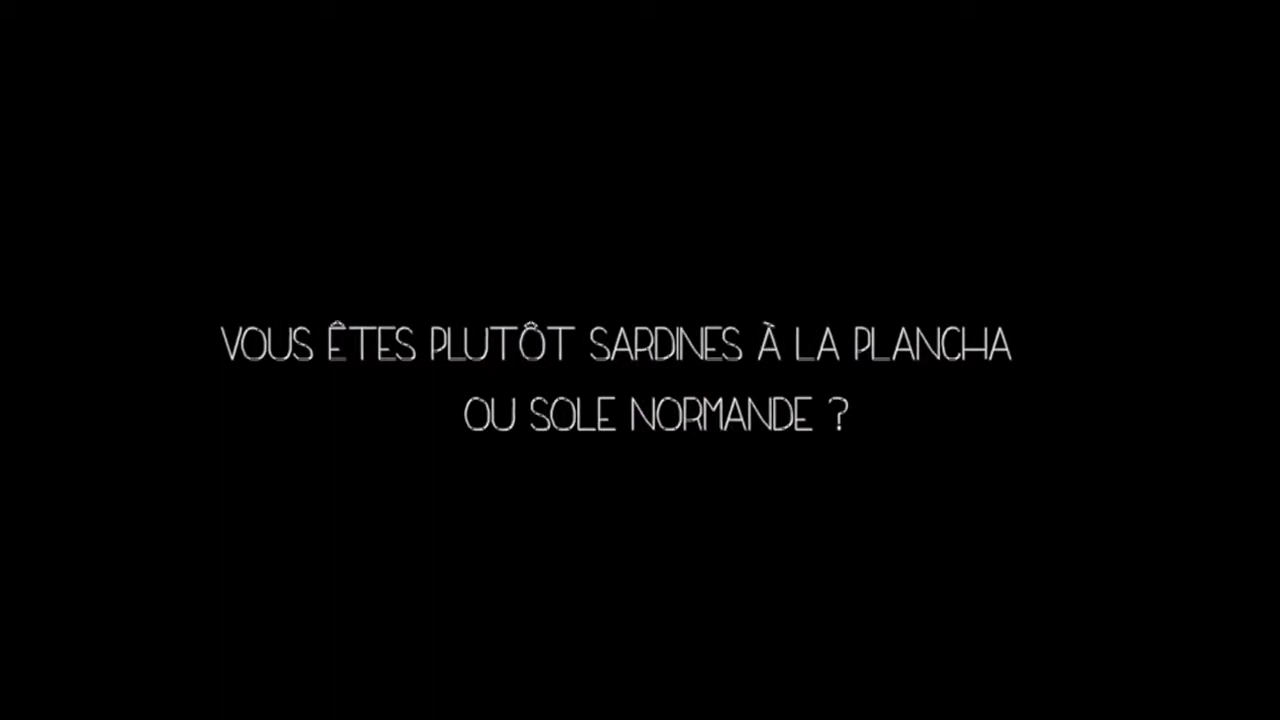 VOUS ÊTES PLUTÔT SARDINES À LA PLANCHA
OU SOLE NORMANDE ?